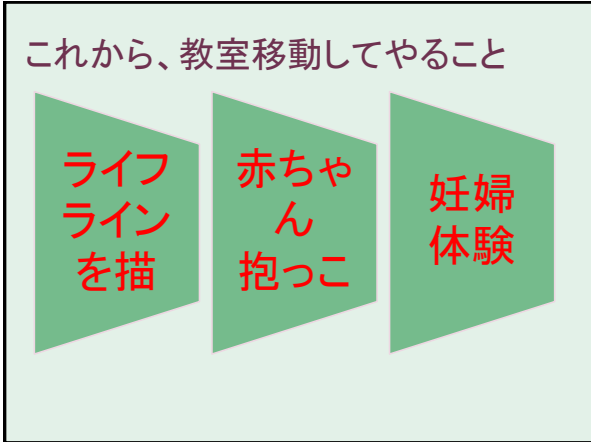 これから、教室移動してやること
ライフ
ライン
を描
赤ちゃ
ん
抱っこ
妊婦
体験